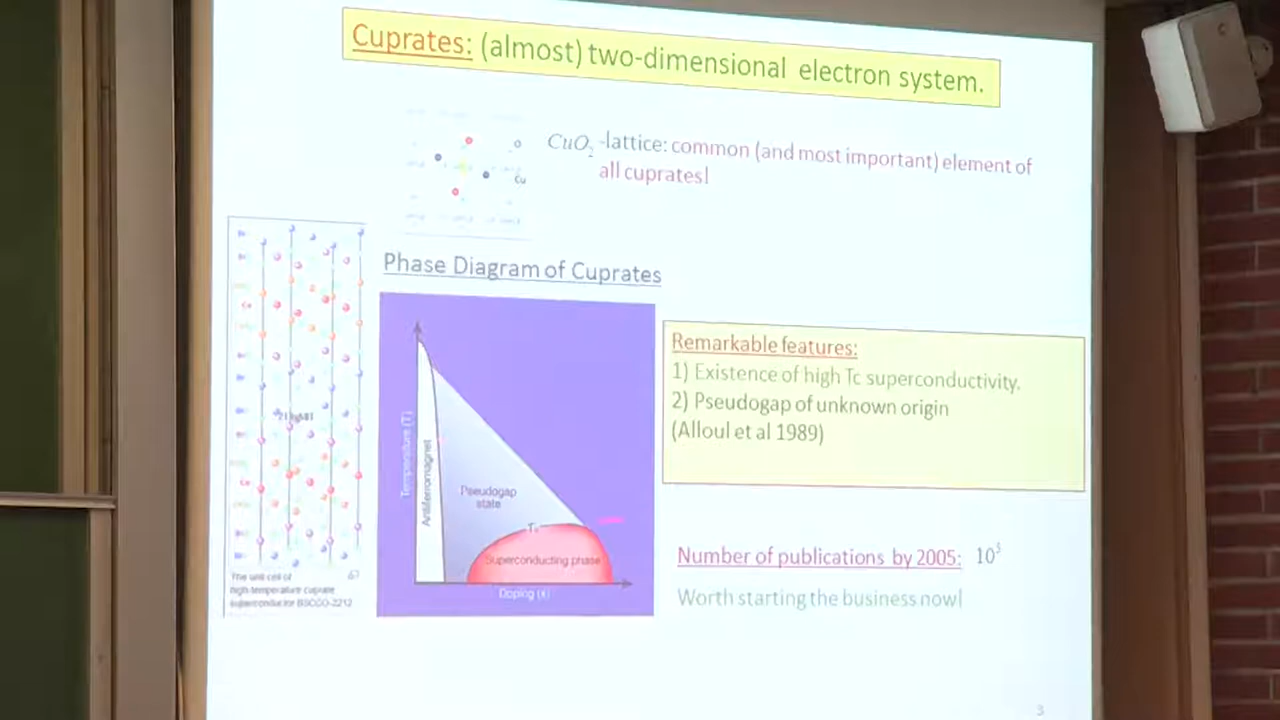 Cuprates: (almost) two-dimensional electron system.
CuO₂ -lattice: common (and most important) element of
all cuprates!
Cu
Phase Diagram of Cuprates
Temperature (T)
Antiferromagnet
Pseudogap
state
Superconducting phase
Doping (x)
The unit cell of
high-temperature cuprate
superconductor BSCCO-2212
Remarkable features:
1) Existence of high Tc superconductivity.
2) Pseudogap of unknown origin
(Alloul et al 1989)
Number of publications by 2005: 10⁵
Worth starting the business now!
3